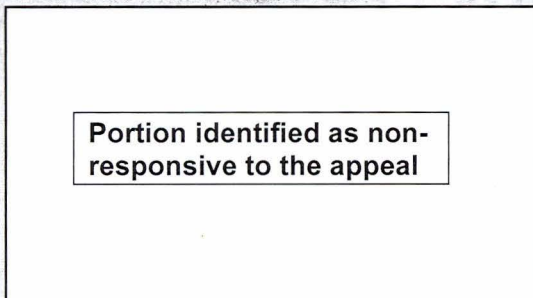 Portion identified as non-
responsive to the appeal